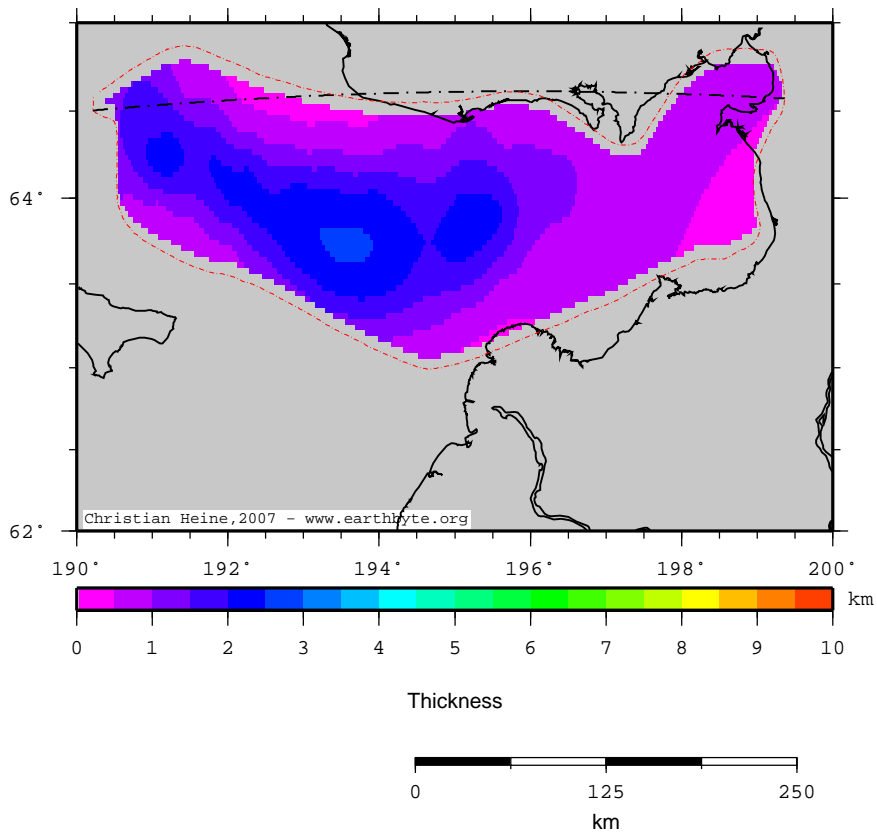 64°
62°
Christian Heine,2007 - www.earthbyte.org
190° 192° 194° 196° 198° 200°
km
0 1 2 3 4 5 6 7 8 9 10
Thickness
0 125 250
km